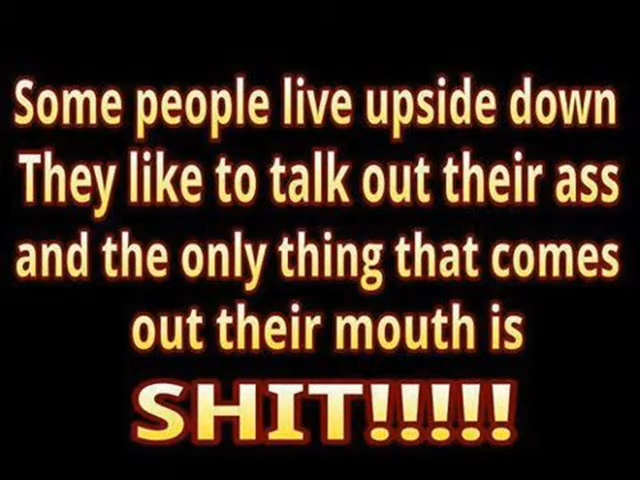 Some people live upside down
They like to talk out their ass
and the only thing that comes
out their mouth is
SHIT!!!!!